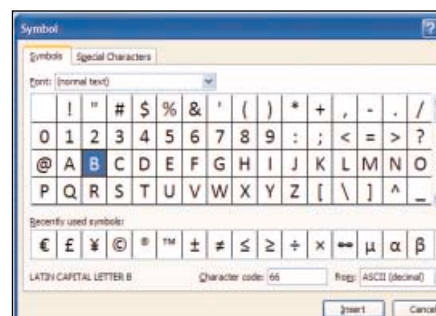 Symbol ?
Symbols Special Characters
Font: (normal text)
! " # $ % & ' ( ) * + , - . /
0 1 2 3 4 5 6 7 8 9 : ; < = > ?
@ A B C D E F G H I J K L M N O
P Q R S T U V W X Y Z [ \ ] ^ _
Recently used symbols:
€ £ ¥ © ® ™ ± ≠ ≤ ≥ ÷ × ∞ µ α β
LATIN CAPITAL LETTER B Character code: 66 from: ASCII (decimal)
Insert Cancel